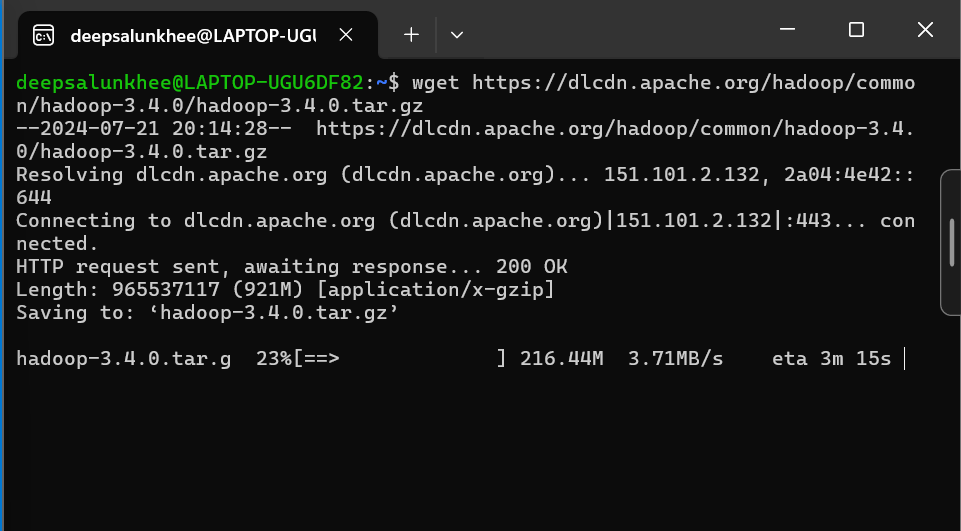 deepsalunkhee@LAPTOP-UGU
deepsalunkhee@LAPTOP-UGU6DF82:~$ wget https://dlcdn.apache.org/hadoop/commo
n/hadoop-3.4.0/hadoop-3.4.0.tar.gz
--2024-07-21 20:14:28--  https://dlcdn.apache.org/hadoop/common/hadoop-3.4.
0/hadoop-3.4.0.tar.gz
Resolving dlcdn.apache.org (dlcdn.apache.org)... 151.101.2.132, 2a04:4e42::
644
Connecting to dlcdn.apache.org (dlcdn.apache.org)|151.101.2.132|:443... con
nected.
HTTP request sent, awaiting response... 200 OK
Length: 965537117 (921M) [application/x-gzip]
Saving to: ‘hadoop-3.4.0.tar.gz’
hadoop-3.4.0.tar.g  23%[==>             ] 216.44M  3.71MB/s    eta 3m 15s